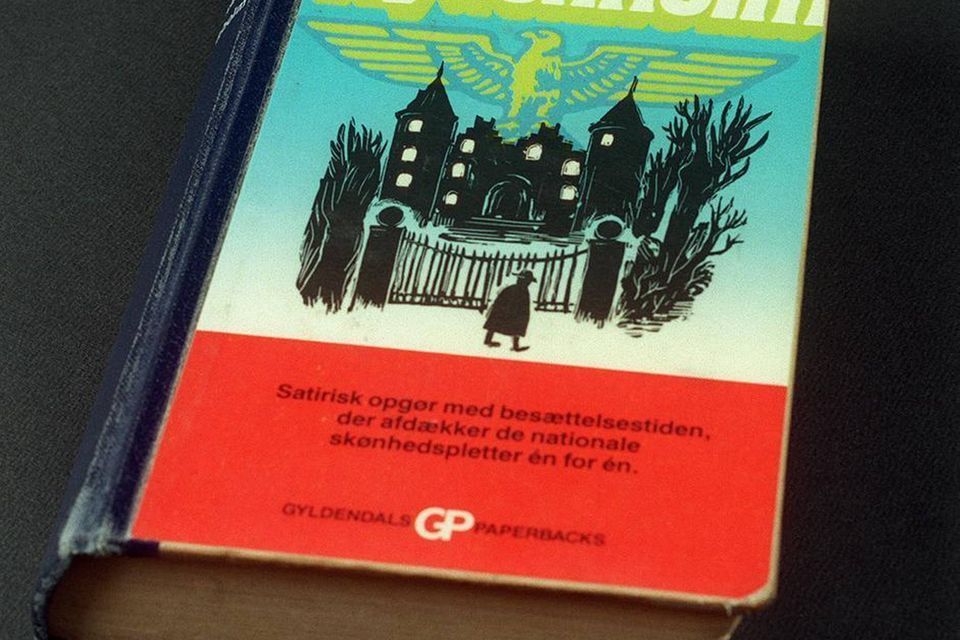 Satirisk opgør med besættelsestiden,
der afdækker de nationale
skønhedspletter én for én.
GYLDENDALS GP PAPERBACKS